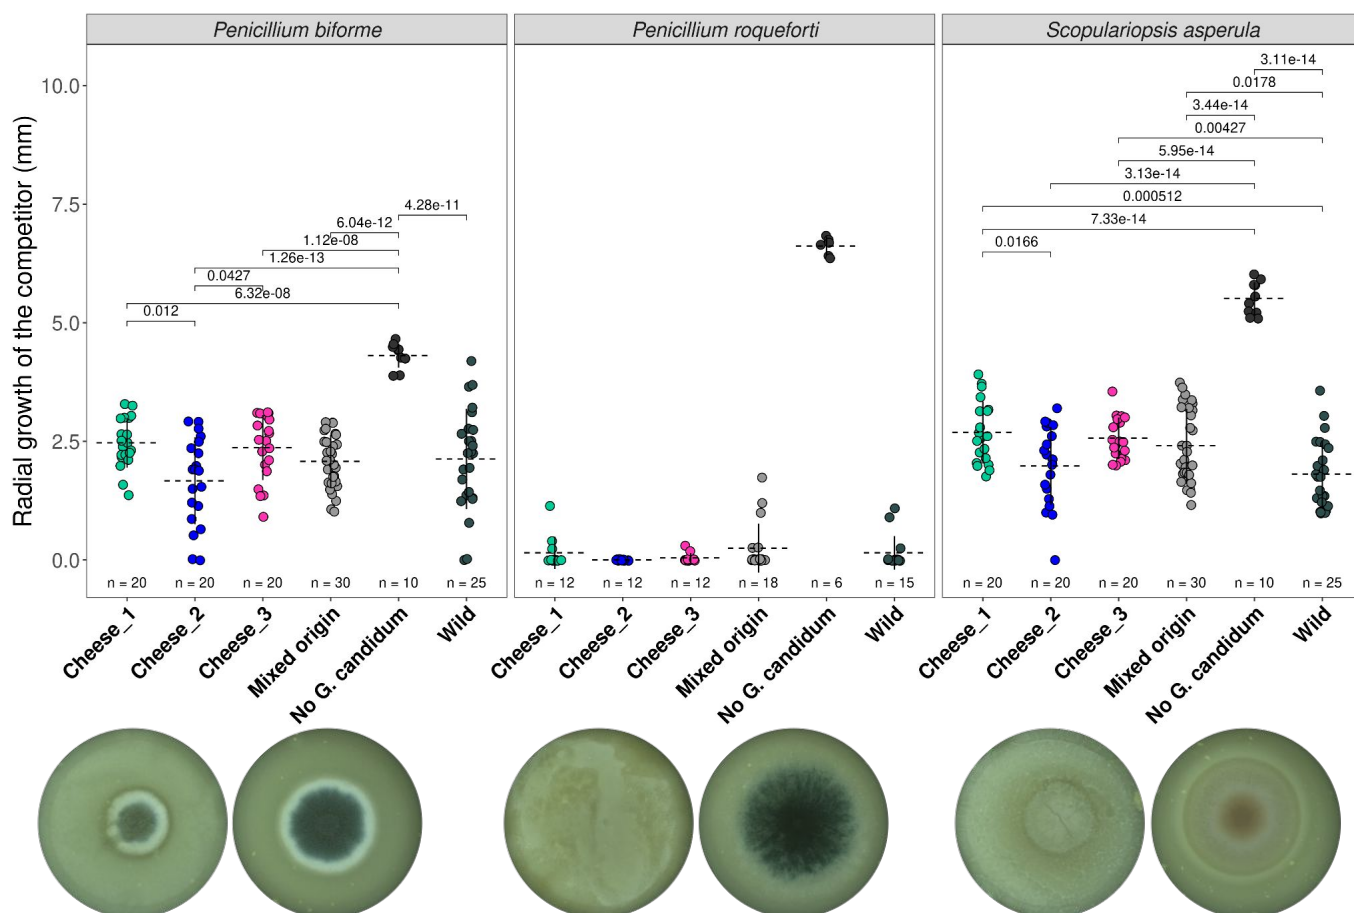 Penicillium biforme
Penicillium roqueforti
Scopulariopsis asperula
Radial growth of the competitor (mm)
10.0
7.5
5.0
2.5
0.0
4.28e-11
6.04e-12
1.12e-08
1.26e-13
0.0427
6.32e-08
0.012
3.11e-14
0.0178
3.44e-14
0.00427
5.95e-14
3.13e-14
0.000512
7.33e-14
0.0166
n = 20 n = 20 n = 20 n = 30 n = 10 n = 25
n = 12 n = 12 n = 12 n = 18 n = 6 n = 15
n = 20 n = 20 n = 20 n = 30 n = 10 n = 25
Cheese_1
Cheese_2
Cheese_3
Mixed origin
No G. candidum
Wild
Cheese_1
Cheese_2
Cheese_3
Mixed origin
No G. candidum
Wild
Cheese_1
Cheese_2
Cheese_3
Mixed origin
No G. candidum
Wild